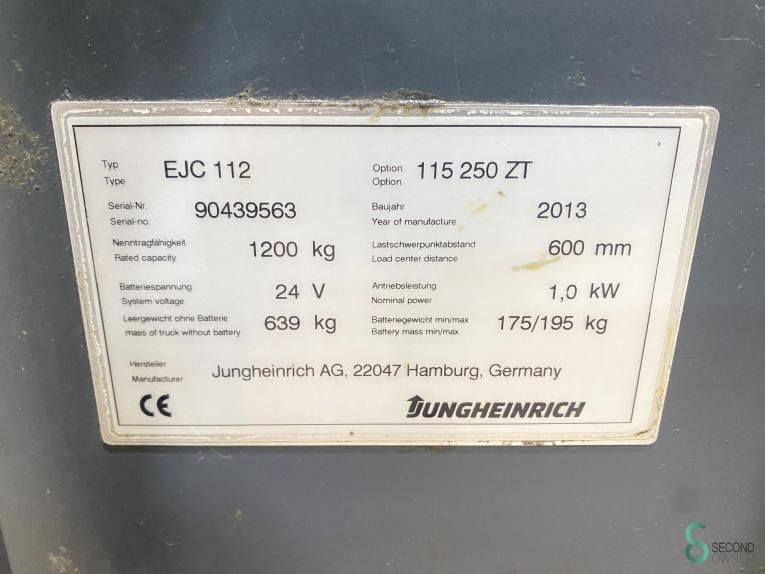 Typ EJC 112 Option 115 250 ZT
Type Option
Serial-Nr. 90439563 Baujahr 2013
Serial-no. Year of manufacture
Nenntragfähigkeit 1200 kg Lastschwerpunktabstand 600 mm
Rated capacity Load center distance
Batteriespannung 24 V Antriebsleistung 1,0 kW
System voltage Nominal power
Leergewicht ohne Batterie 639 kg Batteriegewicht min/max 175/195 kg
mass of truck without battery Battery mass min/max
Hersteller Jungheinrich AG, 22047 Hamburg, Germany
Manufacturer
CE JUNGHEINRICH
SECOND
OWNER